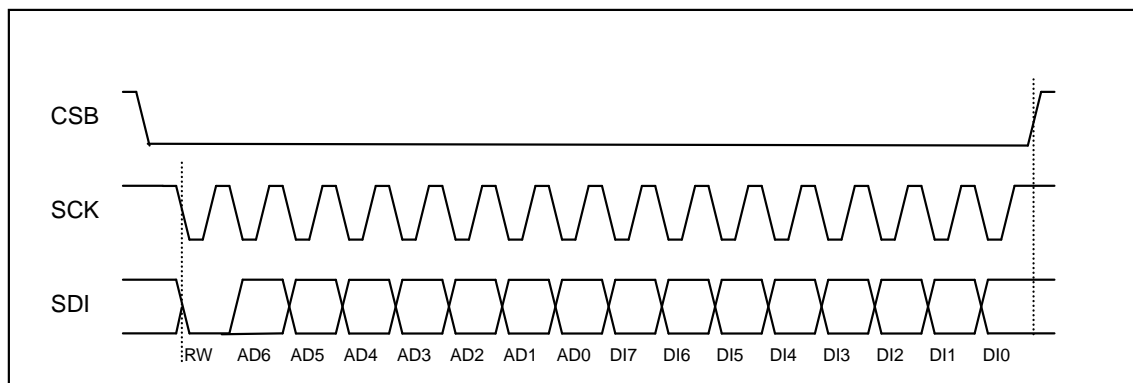 CSB
SCK
SDI
RW AD6 AD5 AD4 AD3 AD2 AD1 AD0 DI7 DI6 DI5 DI4 DI3 DI2 DI1 DI0